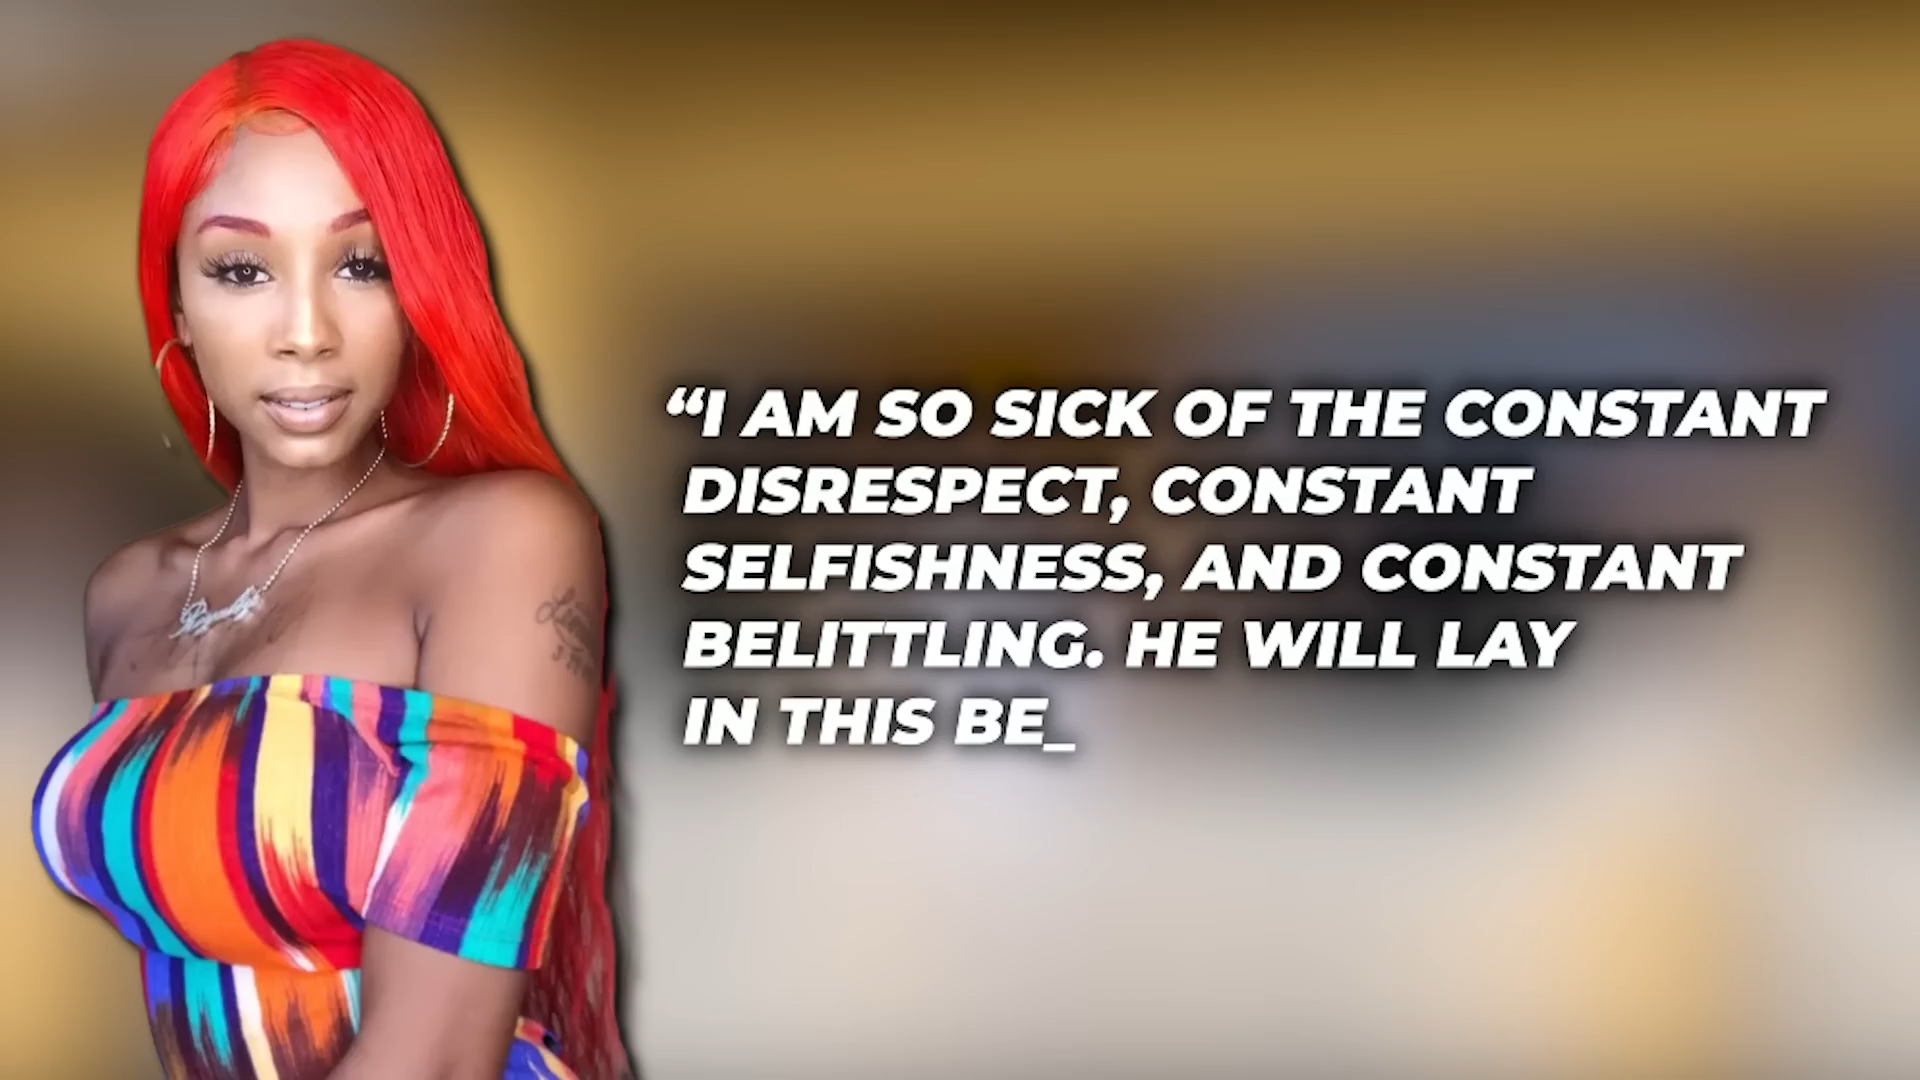 “I AM SO SICK OF THE CONSTANT
DISRESPECT, CONSTANT
SELFISHNESS, AND CONSTANT
BELITTLING. HE WILL LAY
IN THIS BE_